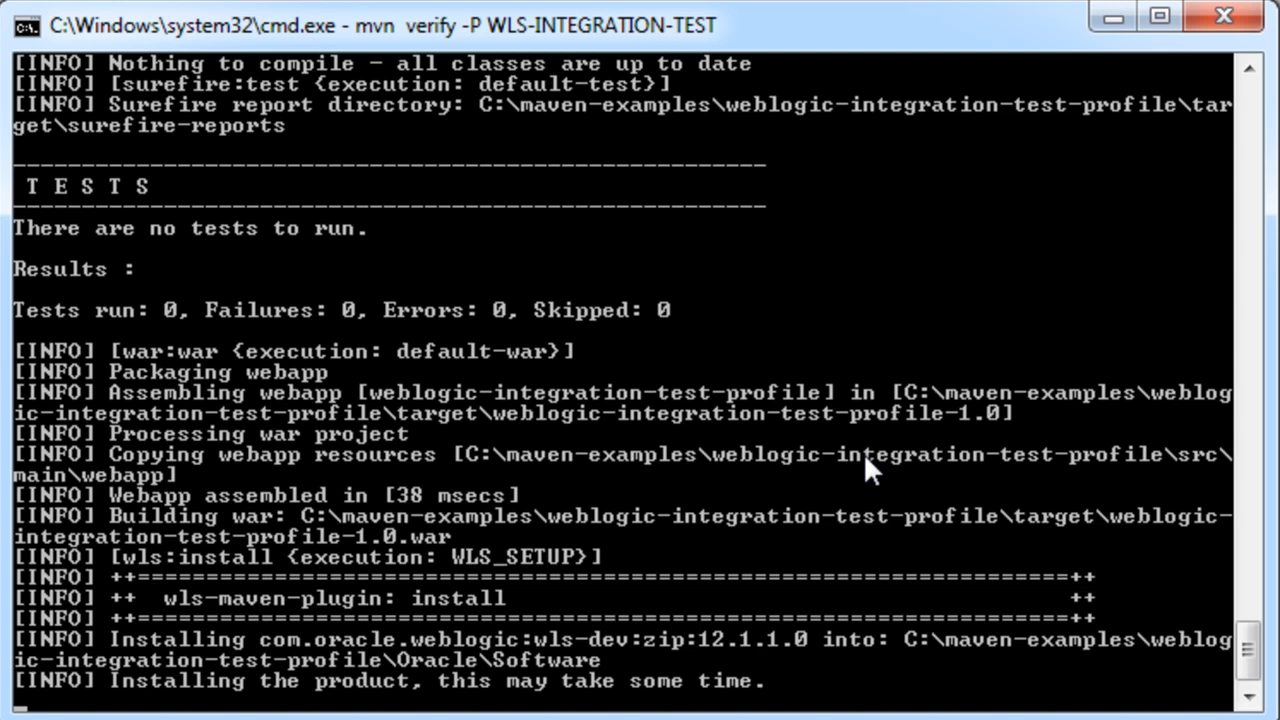 C:\Windows\system32\cmd.exe - mvn  verify -P WLS-INTEGRATION-TEST
[INFO] Nothing to compile - all classes are up to date
[INFO] [surefire:test {execution: default-test}]
[INFO] Surefire report directory: C:\maven-examples\weblogic-integration-test-profile\tar
get\surefire-reports
-------------------------------------------------------
 T E S T S
-------------------------------------------------------
There are no tests to run.
Results :
Tests run: 0, Failures: 0, Errors: 0, Skipped: 0
[INFO] [war:war {execution: default-war}]
[INFO] Packaging webapp
[INFO] Assembling webapp [weblogic-integration-test-profile] in [C:\maven-examples\weblog
ic-integration-test-profile\target\weblogic-integration-test-profile-1.0]
[INFO] Processing war project
[INFO] Copying webapp resources [C:\maven-examples\weblogic-integration-test-profile\src\
main\webapp]
[INFO] Webapp assembled in [38 msecs]
[INFO] Building war: C:\maven-examples\weblogic-integration-test-profile\target\weblogic-
integration-test-profile-1.0.war
[INFO] [wls:install {execution: WLS_SETUP}]
[INFO] ++====================================================================++
[INFO] ++  wls-maven-plugin: install                                         ++
[INFO] ++====================================================================++
[INFO] Installing com.oracle.weblogic:wls-dev:zip:12.1.1.0 into: C:\maven-examples\weblog
ic-integration-test-profile\Oracle\Software
[INFO] Installing the product, this may take some time.